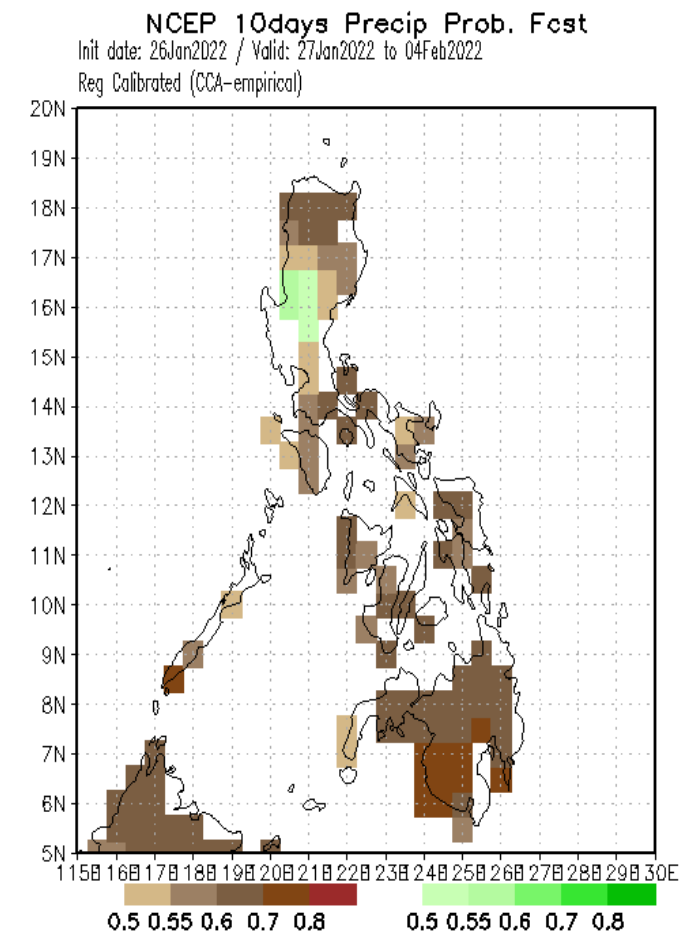 NCEP 10days Precip Prob. Fcst
Init date: 26Jan2022 / Valid: 27Jan2022 to 04Feb2022
Reg Calibrated (CCA-empirical)
20N
19N
18N
17N
16N
15N
14N
13N
12N
11N
10N
9N
8N
7N
6N
5N
115E 116E 117E 118E 119E 120E 121E 122E 123E 124E 125E 126E 127E 128E 129E 130E
0.5 0.55 0.6 0.7 0.8 0.5 0.55 0.6 0.7 0.8